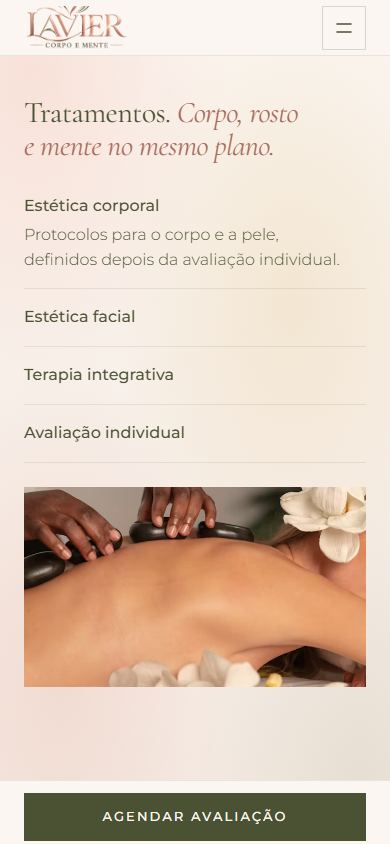 LAVIER
CORPO E MENTE
Tratamentos. Corpo, rosto
e mente no mesmo plano.
Estética corporal
Protocolos para o corpo e a pele,
definidos depois da avaliação individual.
Estética facial
Terapia integrativa
Avaliação individual
AGENDAR AVALIAÇÃO